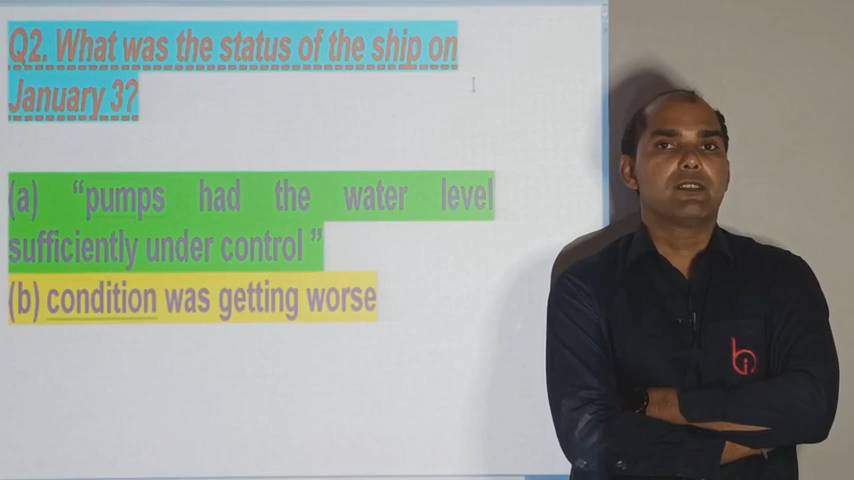 Q2. What was the status of the ship on
January 3?
(a) “pumps had the water level
sufficiently under control ”
(b) condition was getting worse